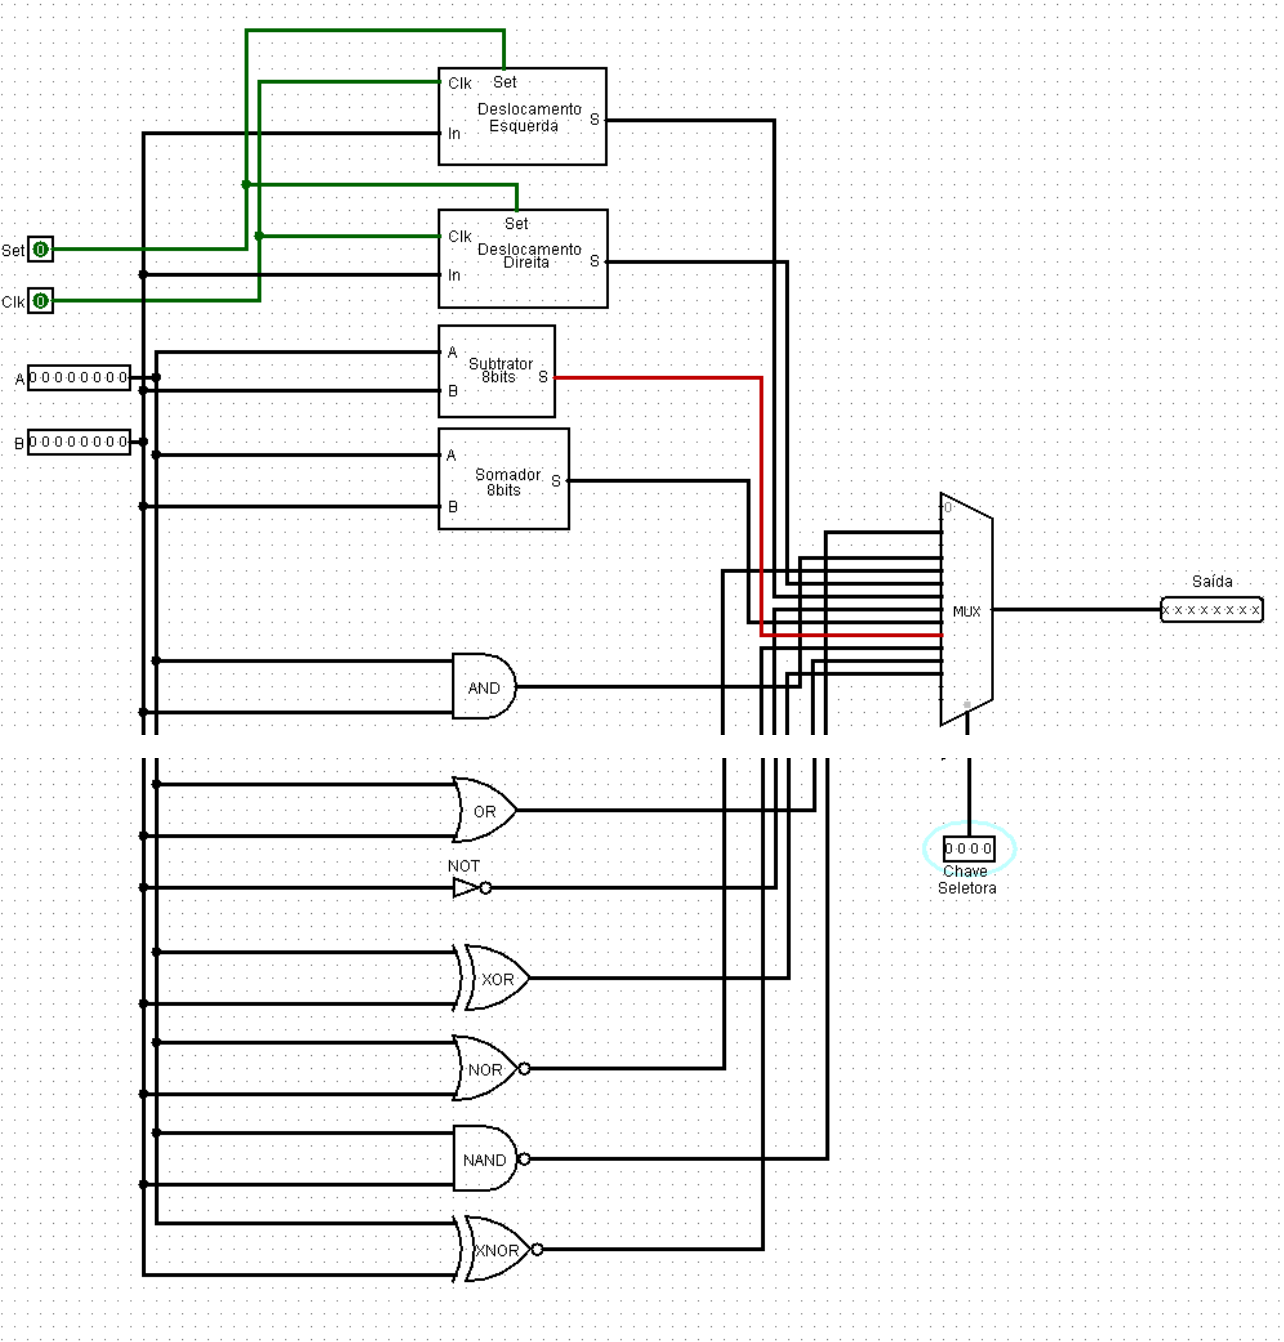 Clk Set
Deslocamento
Esquerda
S
In
Set
Clk
Deslocamento
Direita
S
In
Set 0
Clk 0
A
Subtrator
8bits
S
B
A 00000000
B 00000000
A
Somador
8bits
S
B
0
MUX
Saída
xxxxxxxx
AND
OR
NOT
0000
Chave
Seletora
XOR
NOR
NAND
XNOR